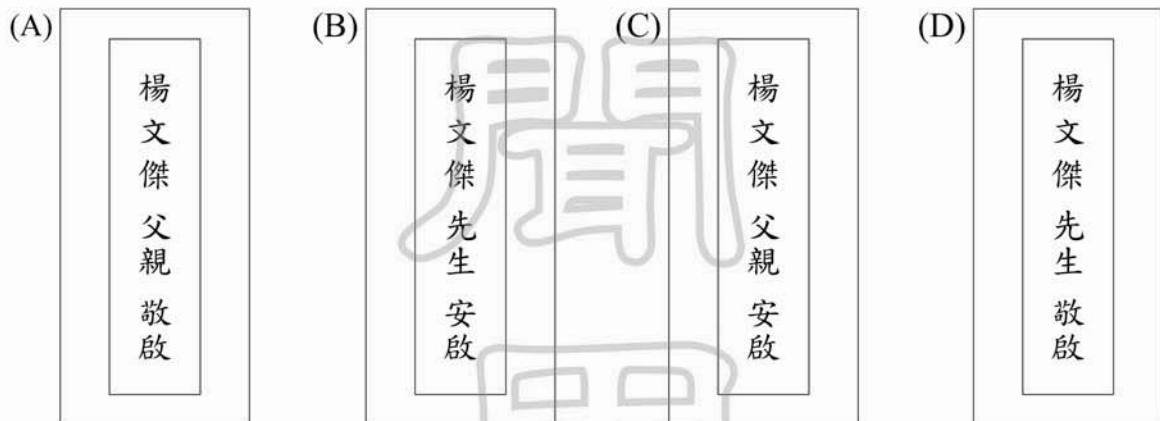 (A)
楊文傑 父親 敬啟
(B)
楊文傑 先生 安啟
(C)
楊文傑 父親 安啟
(D)
楊文傑 先生 敬啟